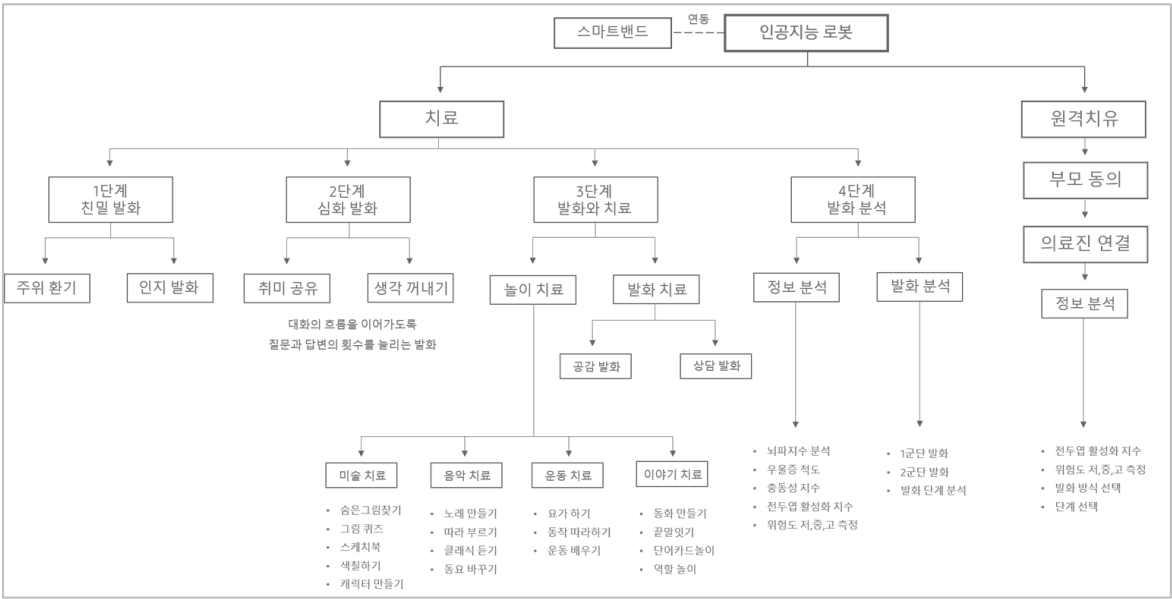 스마트밴드
연동
인공지능 로봇
치료
원격치유
1단계
친밀 발화
2단계
심화 발화
3단계
발화와 치료
4단계
발화 분석
부모 동의
의료진 연결
주위 환기
인지 발화
취미 공유
생각 꺼내기
놀이 치료
발화 치료
정보 분석
발화 분석
정보 분석
대화의 흐름을 이어가도록
질문과 답변의 횟수를 늘리는 발화
공감 발화
상담 발화
미술 치료
• 숨은그림찾기
• 그림 퀴즈
• 스케치북
• 색칠하기
• 캐릭터 만들기
음악 치료
• 노래 만들기
• 따라 부르기
• 클래식 듣기
• 동요 바꾸기
운동 치료
• 요가 하기
• 동작 따라하기
• 운동 배우기
이야기 치료
• 동화 만들기
• 끝말잇기
• 단어카드놀이
• 역할 놀이
• 뇌파지수 분석
• 우울증 척도
• 충동성 지수
• 전두엽 활성화 지수
• 위험도 저,중,고 측정
• 1군단 발화
• 2군단 발화
• 발화 단계 분석
• 전두엽 활성화 지수
• 위험도 저,중,고 측정
• 발화 방식 선택
• 단계 선택